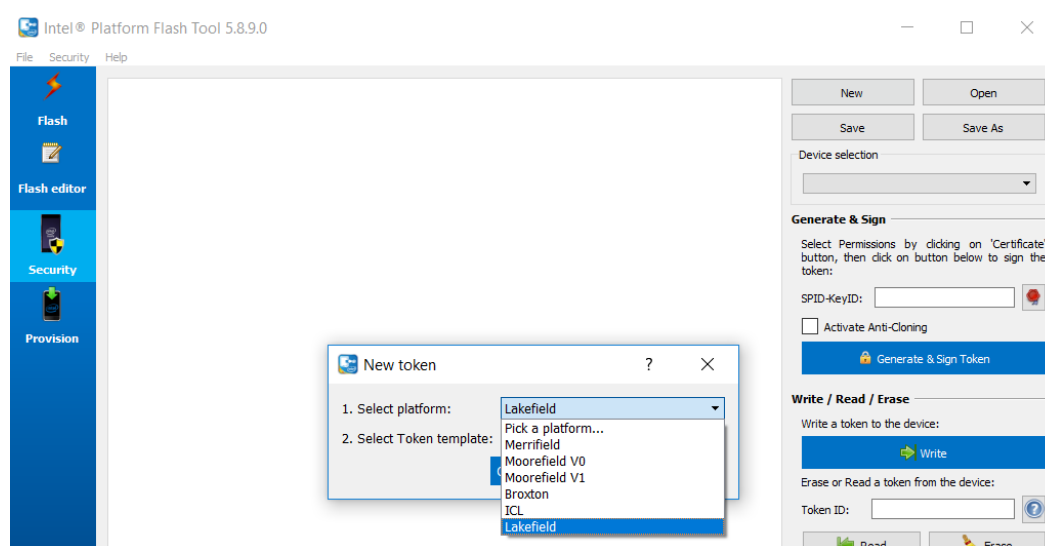 Intel® Platform Flash Tool 5.8.9.0
File Security Help
Flash
Flash editor
Security
Provision
New Open
Save Save As
Device selection
Generate & Sign
Select Permissions by clicking on 'Certificate'
button, then click on button below to sign the
token:
SPID-KeyID:
Activate Anti-Cloning
Generate & Sign Token
Write / Read / Erase
Write a token to the device:
Write
Erase or Read a token from the device:
Token ID:
Read Erase
New token ?
1. Select platform: Lakefield
2. Select Token template:
Pick a platform...
Merrifield
Moorefield V0
Moorefield V1
Broxton
ICL
Lakefield